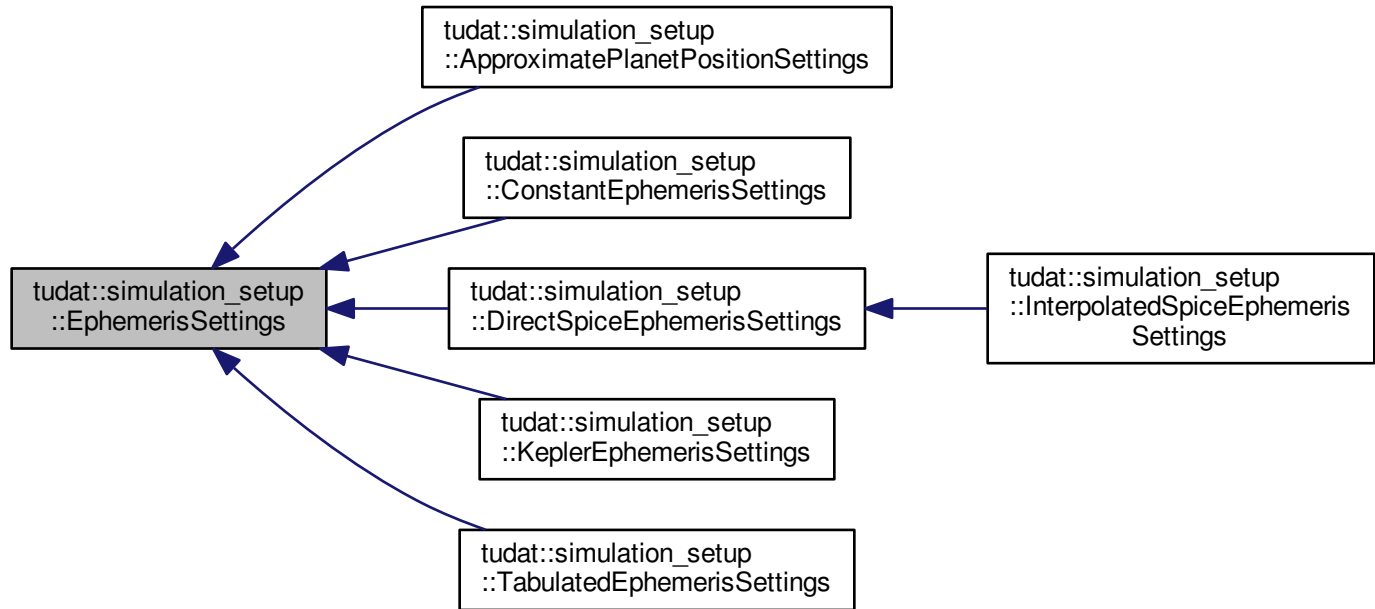 tudat::simulation_setup
::ApproximatePlanetPositionSettings
tudat::simulation_setup
::ConstantEphemerisSettings
tudat::simulation_setup
::EphemerisSettings
tudat::simulation_setup
::DirectSpiceEphemerisSettings
tudat::simulation_setup
::InterpolatedSpiceEphemeris
Settings
tudat::simulation_setup
::KeplerEphemerisSettings
tudat::simulation_setup
::TabulatedEphemerisSettings